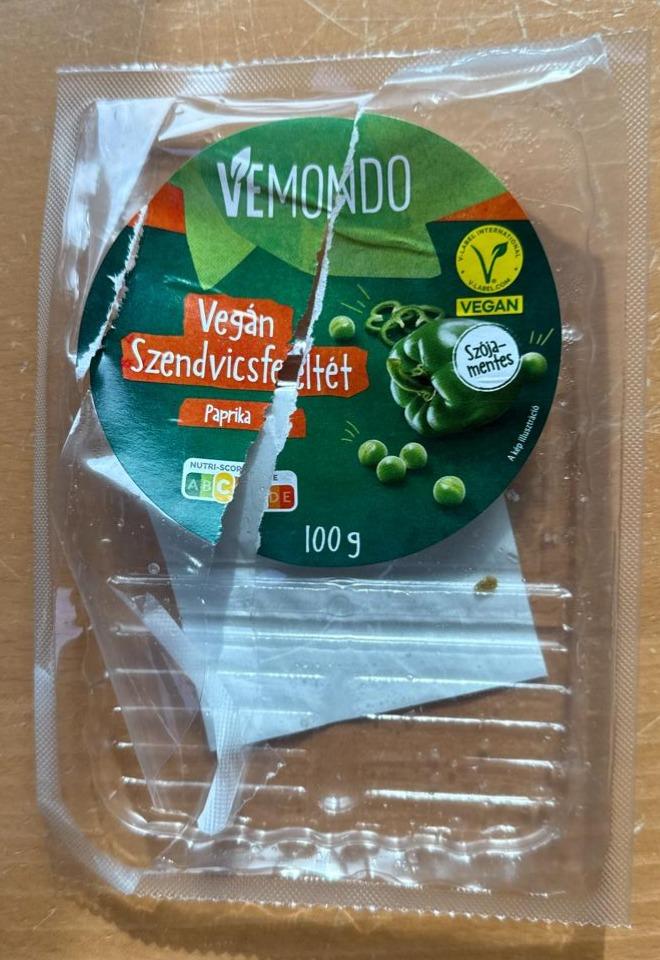 VEMONDO
V-LABEL INTERNATIONAL
V-LABEL.COM
VEGAN
Vegán
Szendvicsfeltét
Paprika
Szója-
mentes
A kép illusztráció
NUTRI-SCORE
A B C D E
100 g